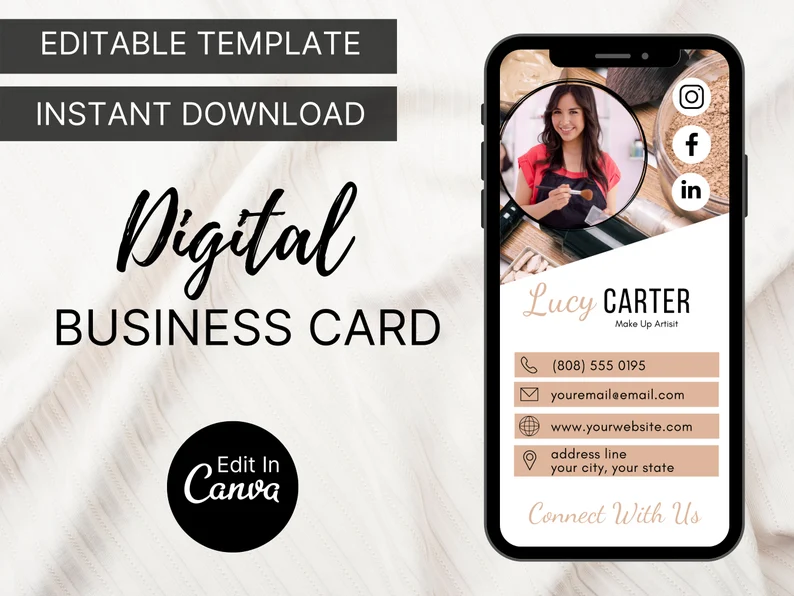 EDITABLE TEMPLATE
INSTANT DOWNLOAD
Digital
BUSINESS CARD
Edit In
Canva
f
in
Lucy CARTER
Make Up Artisit
(808) 555 0195
youremail@email.com
www.yourwebsite.com
address line
your city, your state
Connect With Us